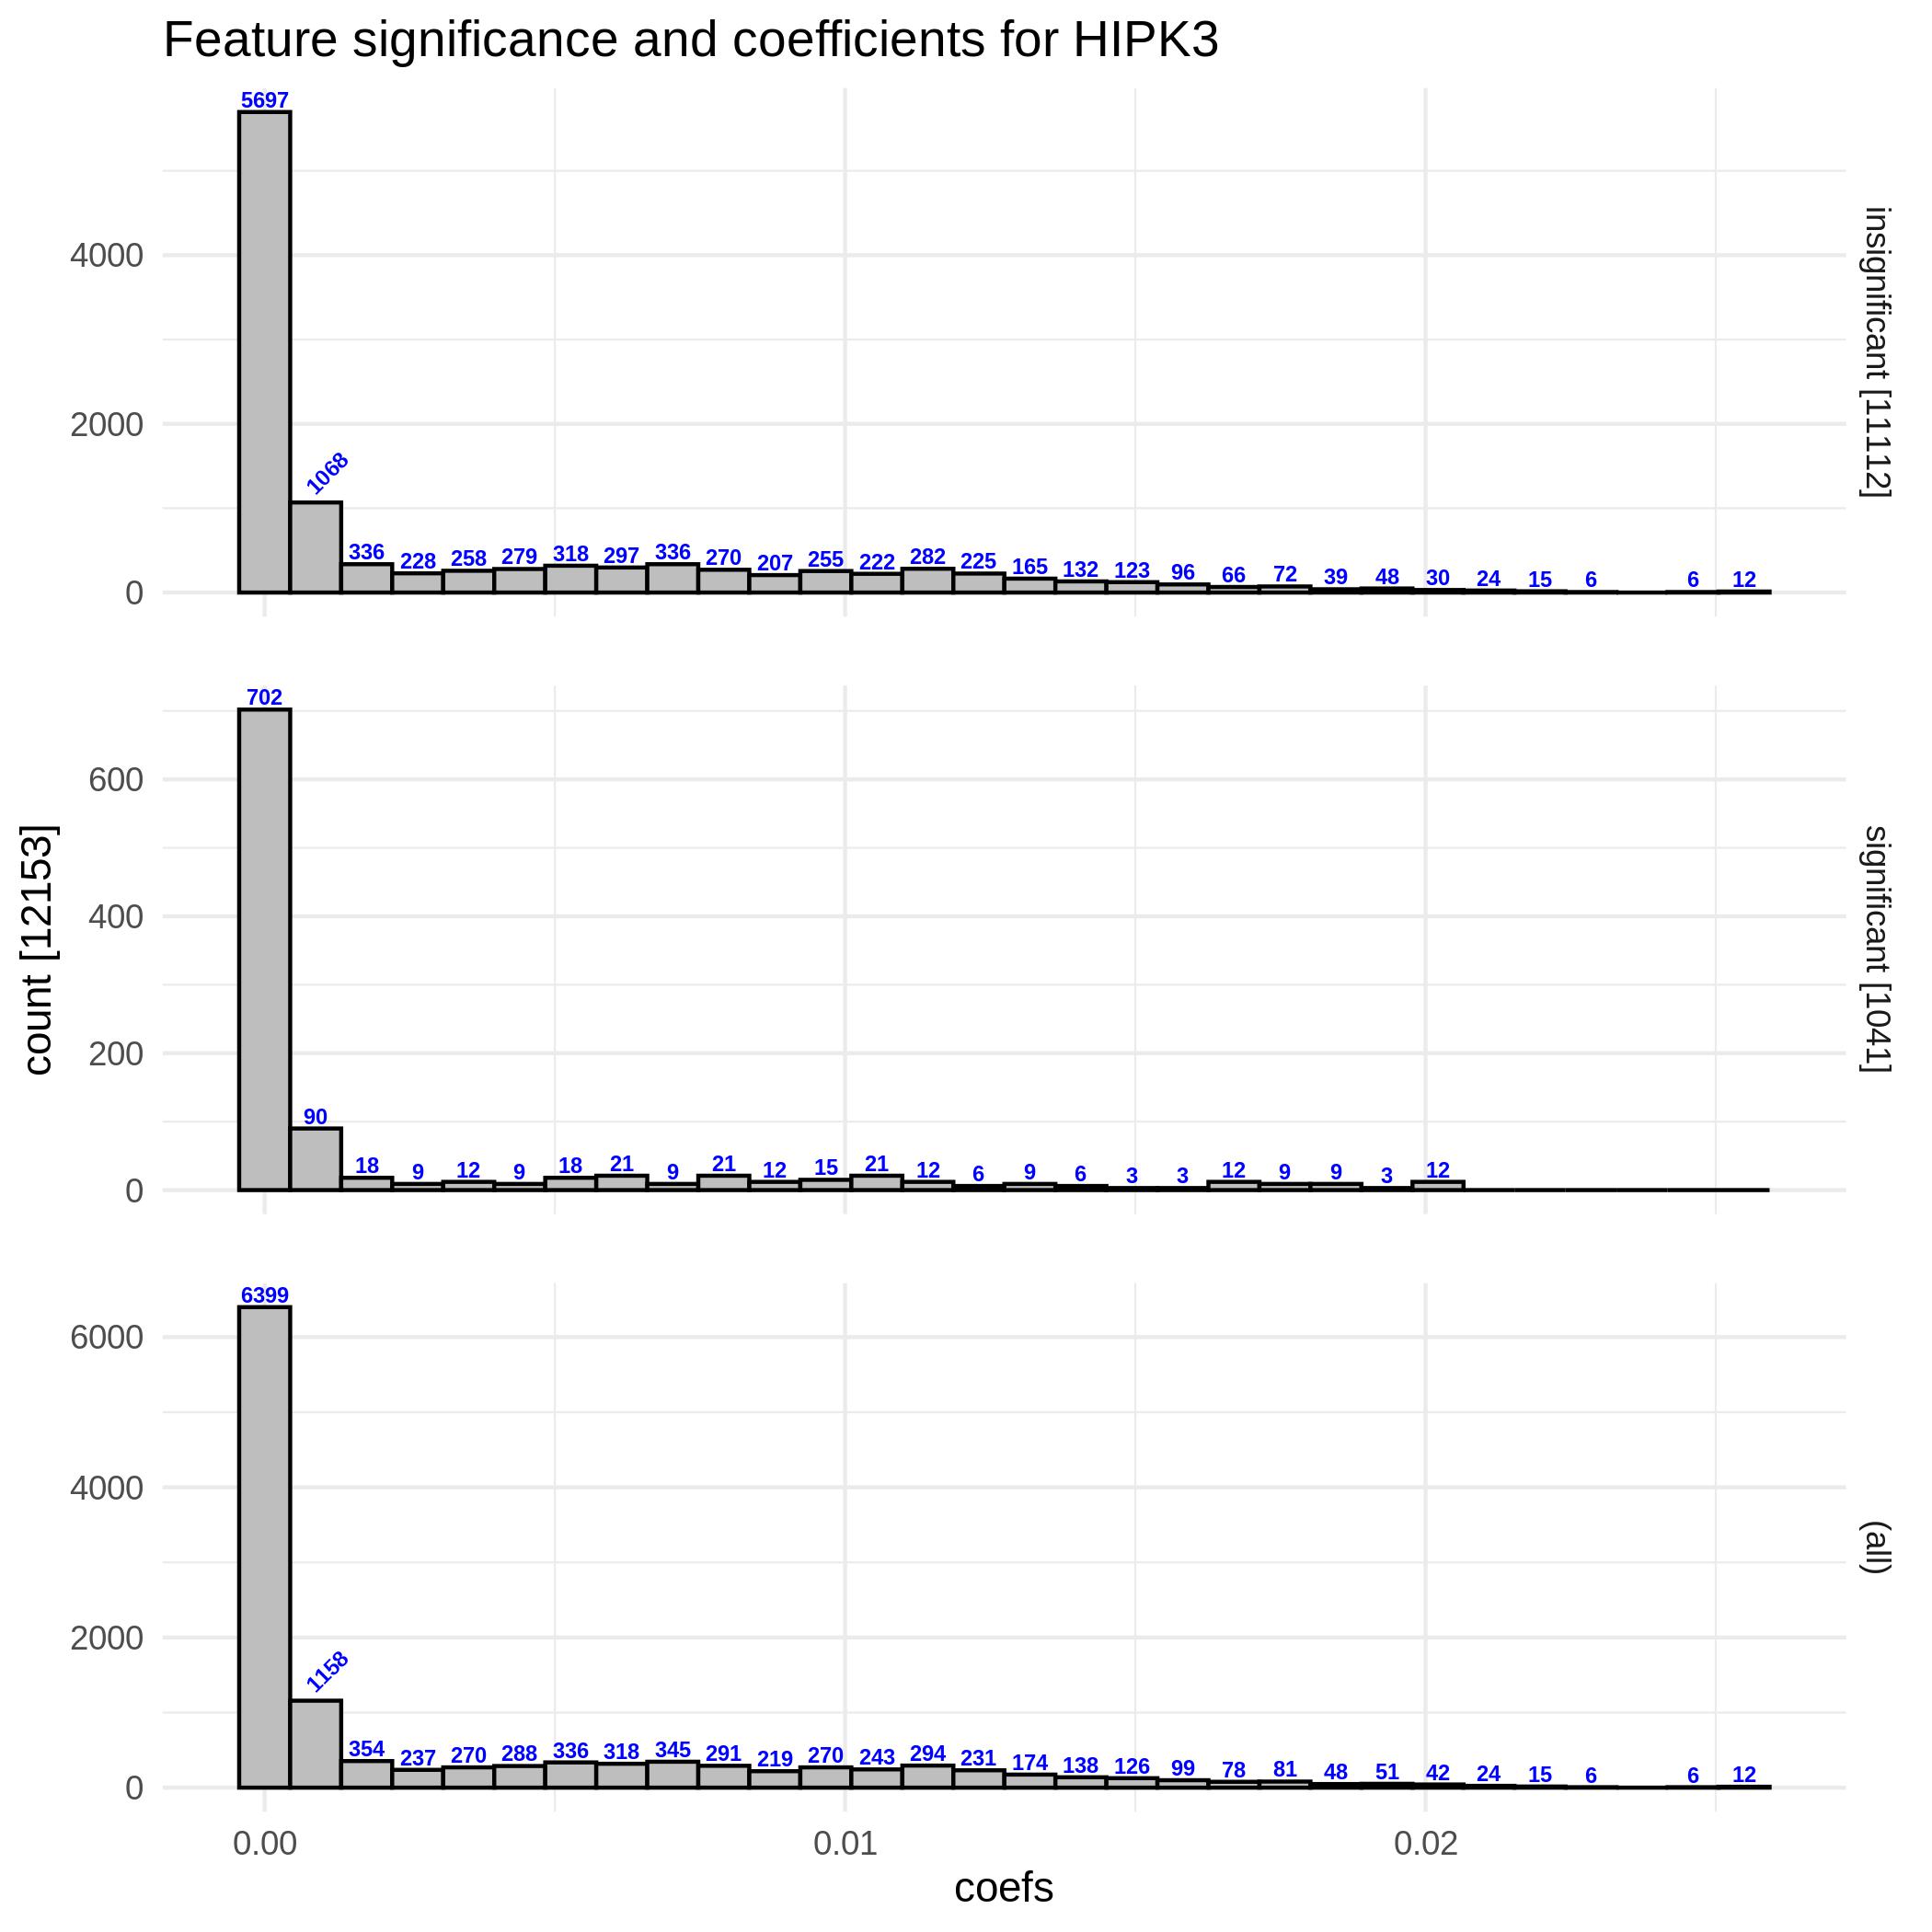 Feature significance and coefficients for HIPK3
count [12153]
5697
1068
336 228 258 279 318 297 336 270 207 255 222 282 225 165 132 123 96 66 72 39 48 30 24 15 6 6 12
4000
2000
0
insignificant [11112]
702
90
18 9 12 9 18 21 9 21 12 15 21 12 6 9 6 3 3 12 9 9 3 12
600
400
200
0
significant [1041]
6399
1158
354 237 270 288 336 318 345 291 219 270 243 294 231 174 138 126 99 78 81 48 51 42 24 15 6 6 12
6000
4000
2000
0
(all)
0.00 0.01 0.02
coefs